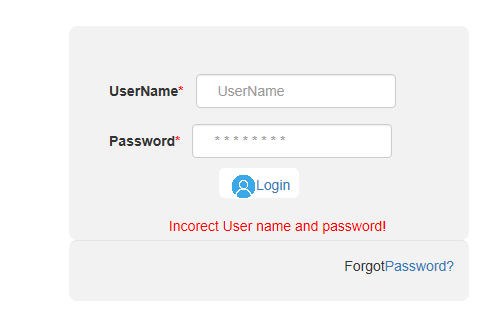 UserName* UserName
Password* * * * * * * * *
Login
Incorect User name and password!
ForgotPassword?